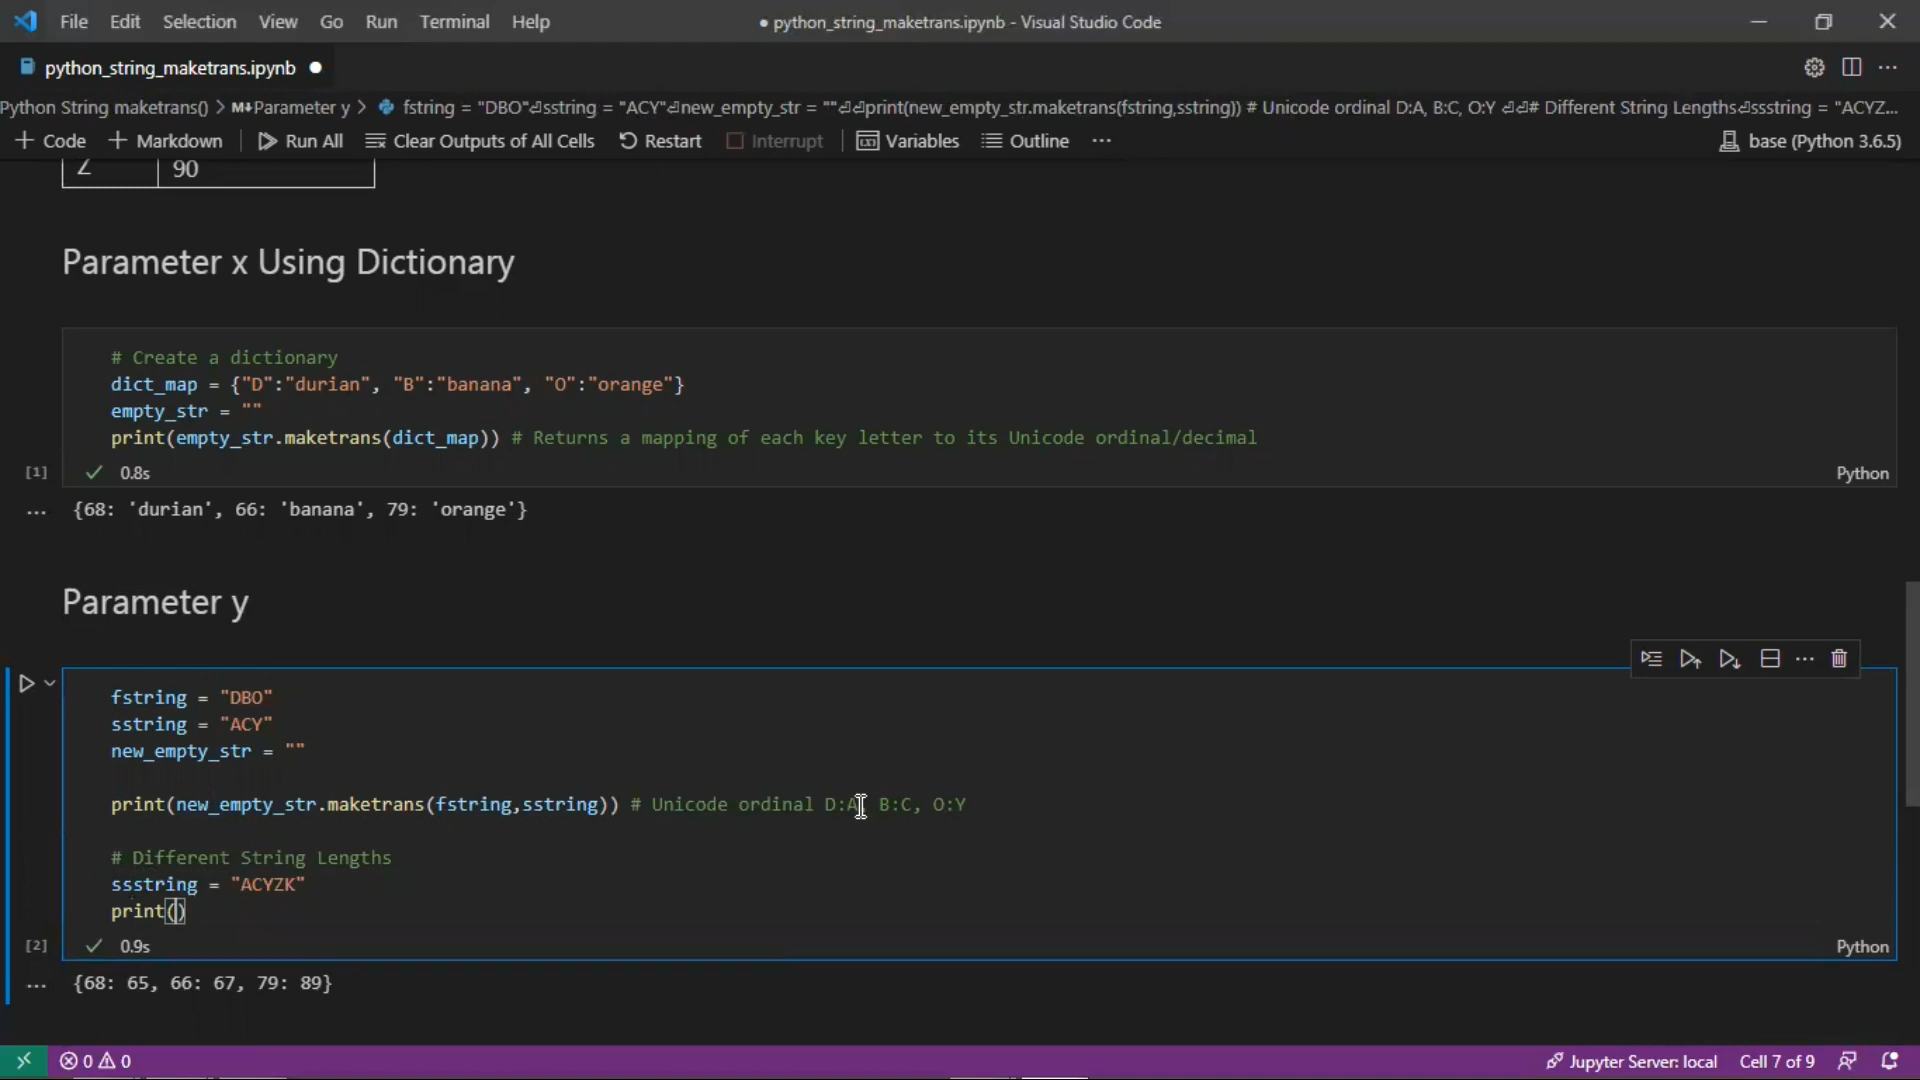 File Edit Selection View Go Run Terminal Help
● python_string_maketrans.ipynb - Visual Studio Code
python_string_maketrans.ipynb ●
Python String maketrans() > M↓Parameter y > fstring = "DBO"⏎sstring = "ACY"⏎new_empty_str = ""⏎⏎print(new_empty_str.maketrans(fstring,sstring)) # Unicode ordinal D:A, B:C, O:Y ⏎⏎# Different String Lengths⏎ssstring = "ACYZ...
+ Code + Markdown Run All Clear Outputs of All Cells Restart Interrupt Variables Outline ... base (Python 3.6.5)
Z 90
Parameter x Using Dictionary
# Create a dictionary
dict_map = {"D":"durian", "B":"banana", "O":"orange"}
empty_str = ""
print(empty_str.maketrans(dict_map)) # Returns a mapping of each key letter to its Unicode ordinal/decimal
[1] ✓ 0.8s Python
... {68: 'durian', 66: 'banana', 79: 'orange'}
Parameter y
fstring = "DBO"
sstring = "ACY"
new_empty_str = ""
print(new_empty_str.maketrans(fstring,sstring)) # Unicode ordinal D:A, B:C, O:Y
# Different String Lengths
ssstring = "ACYZK"
print()
[2] ✓ 0.9s Python
... {68: 65, 66: 67, 79: 89}
0 0 Jupyter Server: local Cell 7 of 9